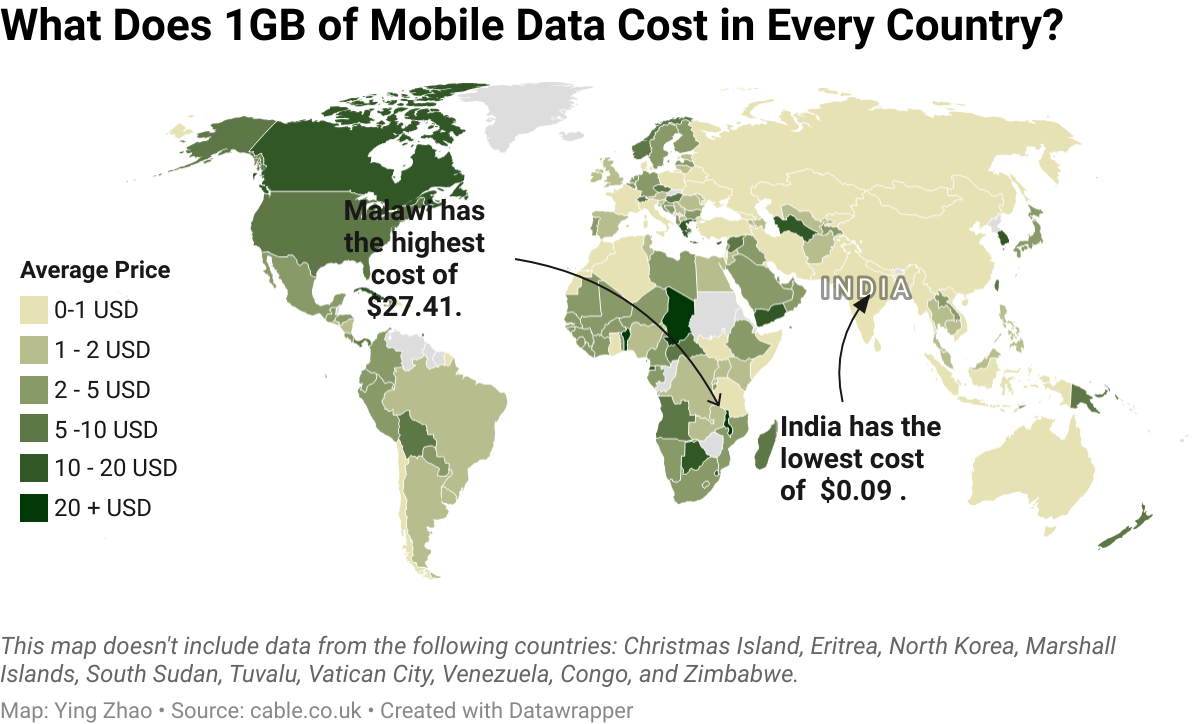 What Does 1GB of Mobile Data Cost in Every Country?
Malawi has
the highest
cost of
$27.41.
Average Price
0-1 USD
1 - 2 USD
2 - 5 USD
5 -10 USD
10 - 20 USD
20 + USD
INDIA
India has the
lowest cost
of  $0.09 .
This map doesn't include data from the following countries: Christmas Island, Eritrea, North Korea, Marshall
Islands, South Sudan, Tuvalu, Vatican City, Venezuela, Congo, and Zimbabwe.
Map: Ying Zhao • Source: cable.co.uk • Created with Datawrapper